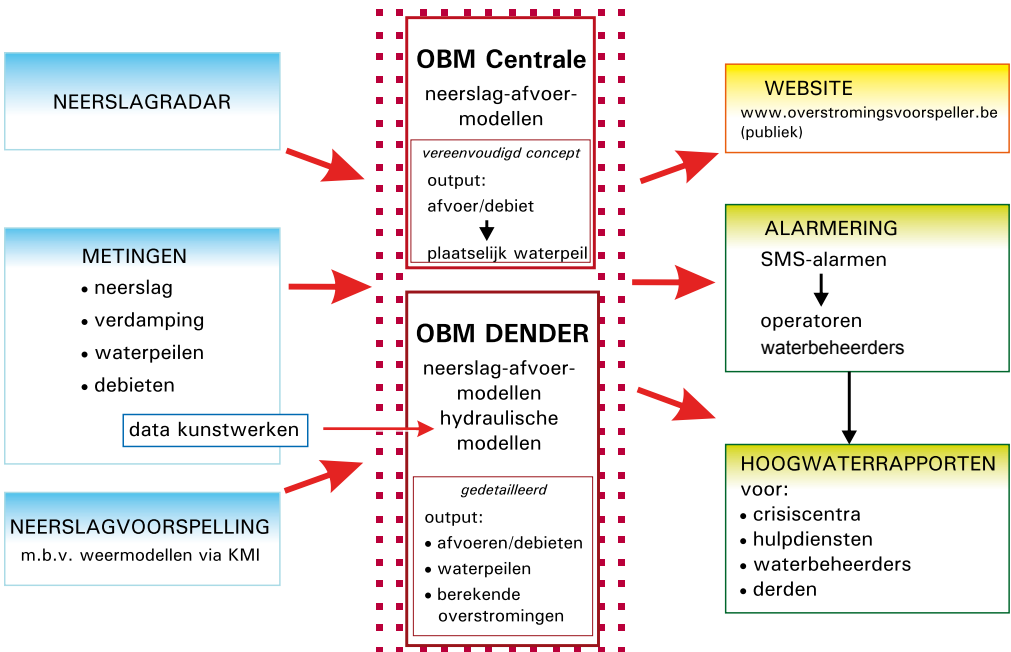 NEERSLAGRADAR
METINGEN
• neerslag
• verdamping
• waterpeilen
• debieten
data kunstwerken
NEERSLAGVOORSPELLING
m.b.v. weermodellen via KMI
OBM Centrale
neerslag-afvoer-
modellen
vereenvoudigd concept
output:
afvoer/debiet
plaatselijk waterpeil
OBM DENDER
neerslag-afvoer-
modellen
hydraulische
modellen
gedetailleerd
output:
• afvoeren/debieten
• waterpeilen
• berekende
overstromingen
WEBSITE
www.overstromingsvoorspeller.be
(publiek)
ALARMERING
SMS-alarmen
operatoren
waterbeheerders
HOOGWATERRAPPORTEN
voor:
• crisiscentra
• hulpdiensten
• waterbeheerders
• derden